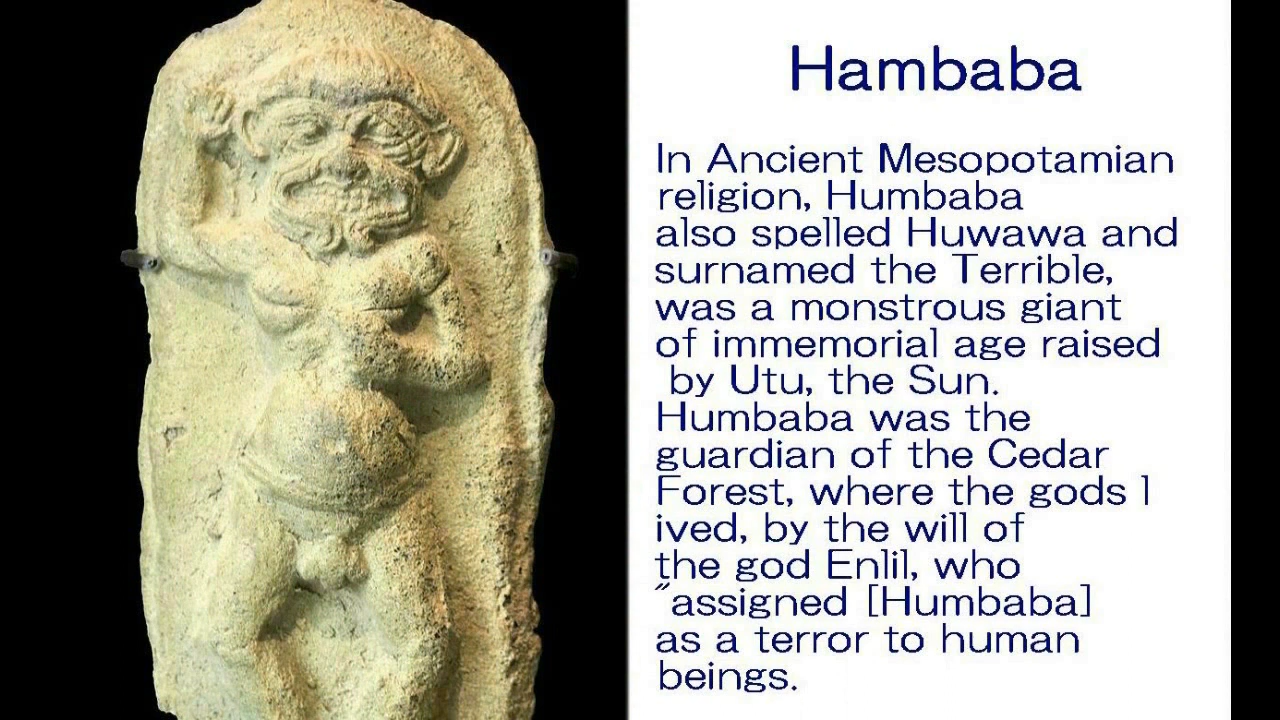 Hambaba
In Ancient Mesopotamian
religion, Humbaba
also spelled Huwawa and
surnamed the Terrible,
was a monstrous giant
of immemorial age raised
by Utu, the Sun.
Humbaba was the
guardian of the Cedar
Forest, where the gods l
ived, by the will of
the god Enlil, who
"assigned [Humbaba]
as a terror to human
beings.